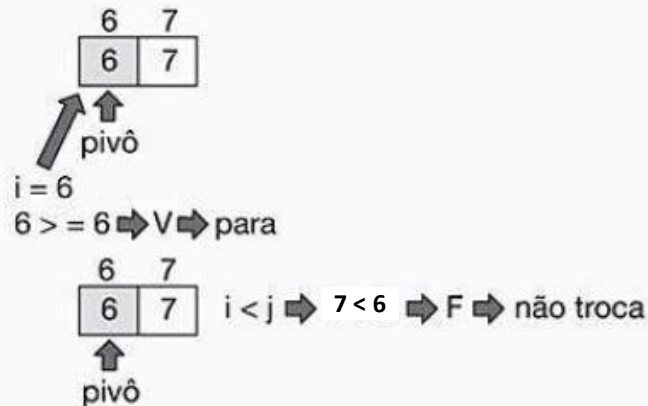 6 7
6 7
pivô
i = 6
6 > = 6 ➡ V ➡ para
6 7
6 7 i < j ➡ 7 < 6 ➡ F ➡ não troca
pivô